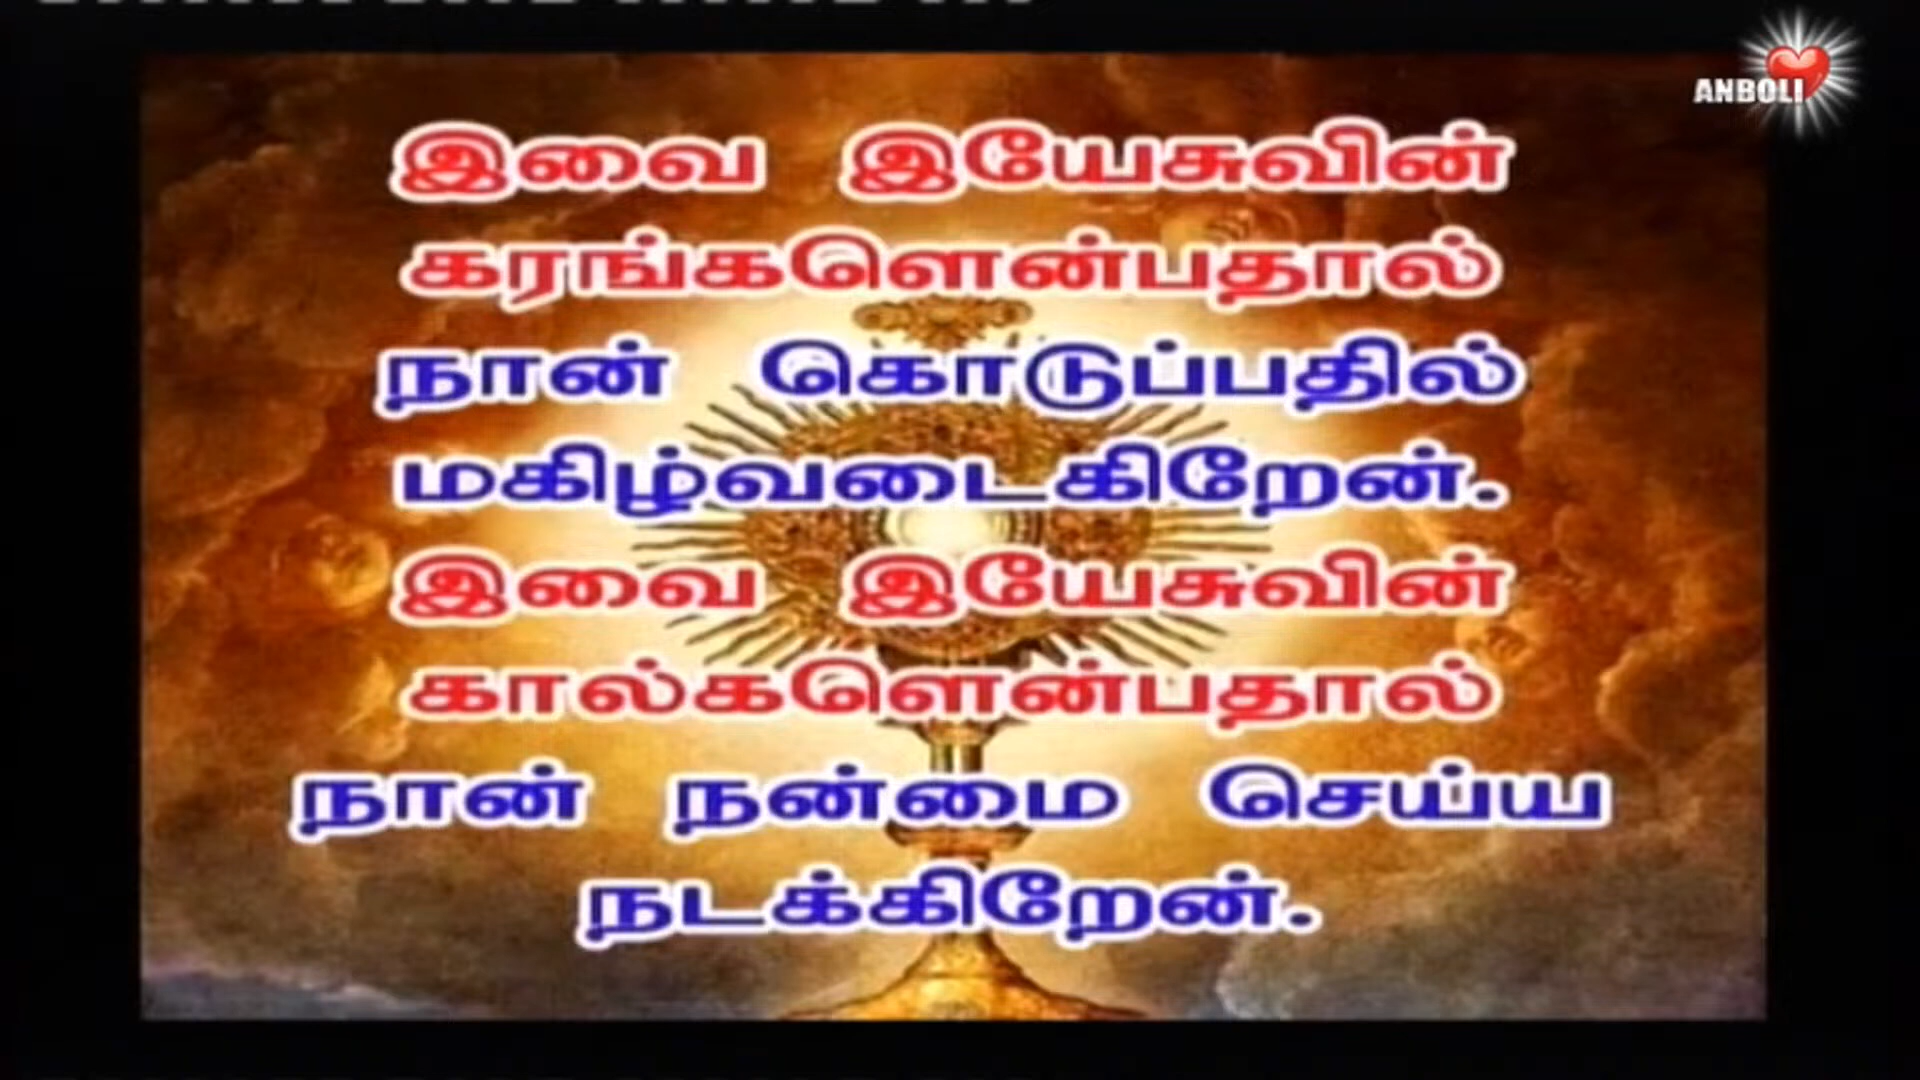 ANBOLI
இவை இயேசுவின்
கரங்களென்பதால்
நான் கொடுப்பதில்
மகிழ்வடைகிறேன்.
இவை இயேசுவின்
கால்களென்பதால்
நான் நன்மை செய்ய
நடக்கிறேன்.